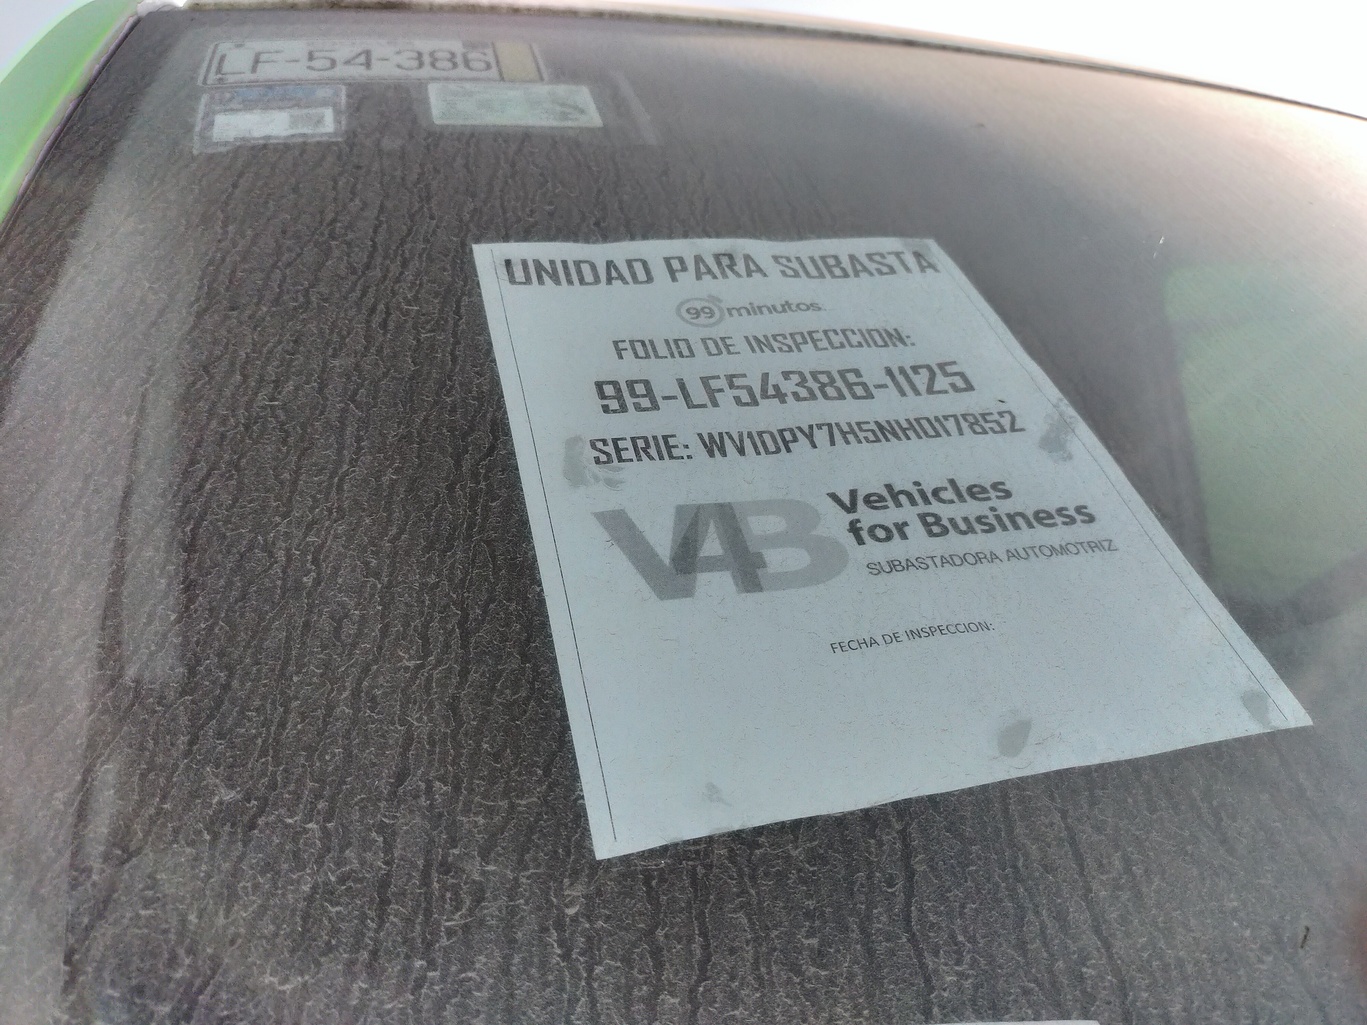 LF-54-386
UNIDAD PARA SUBASTA
99 minutos.
FOLIO DE INSPECCION:
99-LF54386-1125
SERIE: WV1DPY7H5NH017852
V4B
Vehicles
for Business
SUBASTADORA AUTOMOTRIZ
FECHA DE INSPECCION: